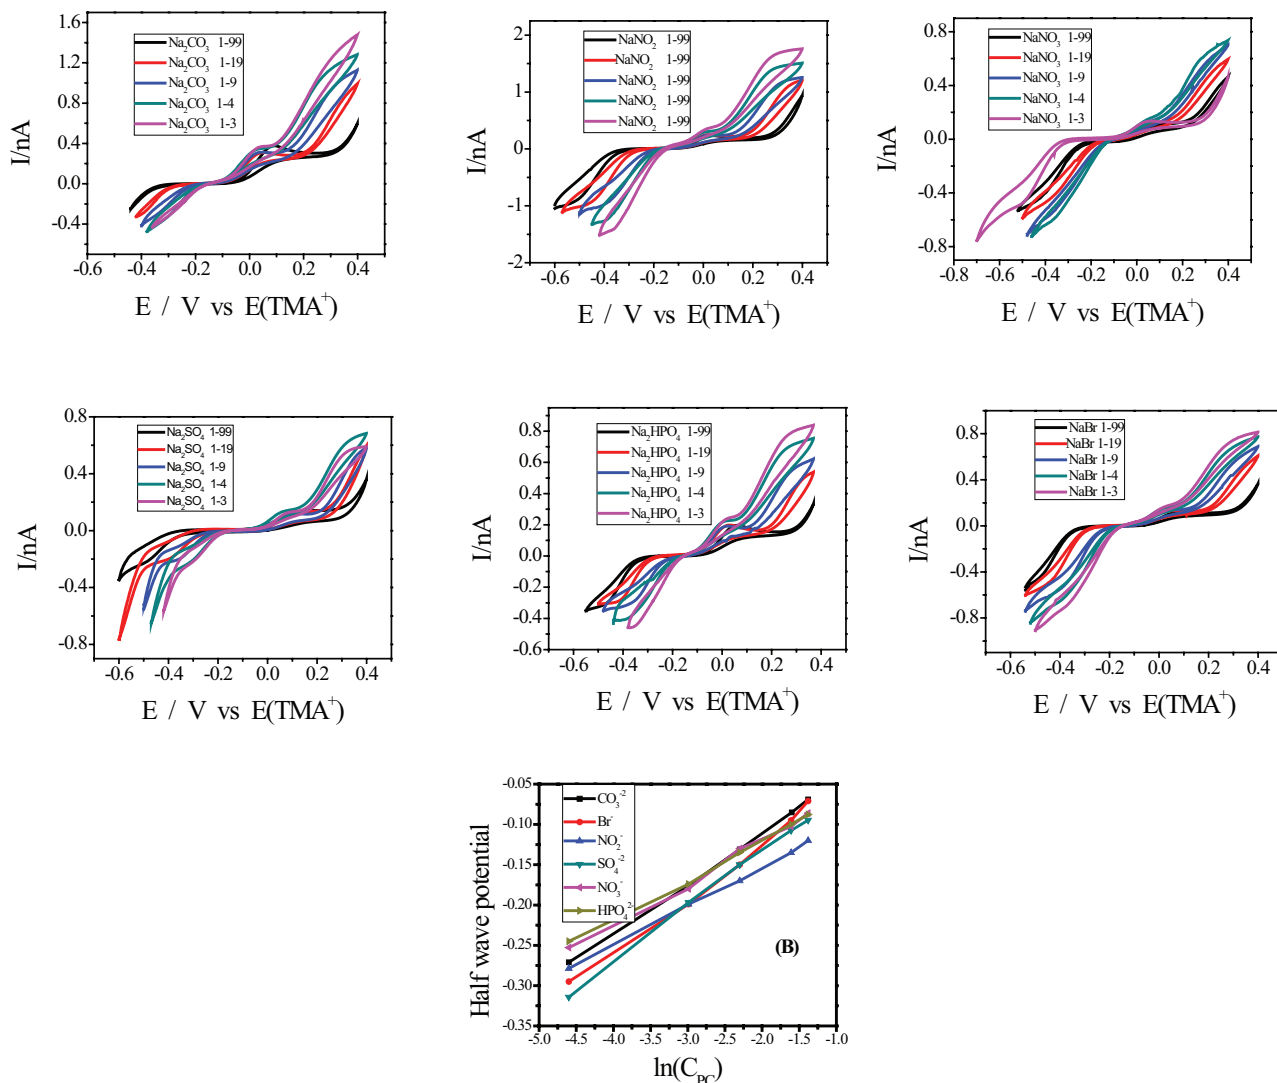 1.6
1.2
0.8
0.4
0.0
-0.4
I/nA
Na₂CO₃ 1-99
Na₂CO₃ 1-19
Na₂CO₃ 1-9
Na₂CO₃ 1-4
Na₂CO₃ 1-3
-0.6 -0.4 -0.2 0.0 0.2 0.4
E / V vs E(TMA⁺)
2
1
0
-1
-2
I/nA
NaNO₂ 1-99
NaNO₂ 1-99
NaNO₂ 1-99
NaNO₂ 1-99
NaNO₂ 1-99
-0.6 -0.4 -0.2 0.0 0.2 0.4
E / V vs E(TMA⁺)
0.8
0.4
0.0
-0.4
-0.8
I/nA
NaNO₃ 1-99
NaNO₃ 1-19
NaNO₃ 1-9
NaNO₃ 1-4
NaNO₃ 1-3
-0.8 -0.6 -0.4 -0.2 0.0 0.2 0.4
E / V vs E(TMA⁺)
0.8
0.4
0.0
-0.4
-0.8
I/nA
Na₂SO₄ 1-99
Na₂SO₄ 1-19
Na₂SO₄ 1-9
Na₂SO₄ 1-4
Na₂SO₄ 1-3
-0.6 -0.4 -0.2 0.0 0.2 0.4
E / V vs E(TMA⁺)
0.8
0.6
0.4
0.2
0.0
-0.2
-0.4
-0.6
I/nA
Na₂HPO₄ 1-99
Na₂HPO₄ 1-19
Na₂HPO₄ 1-9
Na₂HPO₄ 1-4
Na₂HPO₄ 1-3
-0.6 -0.4 -0.2 0.0 0.2 0.4
E / V vs E(TMA⁺)
0.8
0.4
0.0
-0.4
-0.8
I/nA
NaBr 1-99
NaBr 1-19
NaBr 1-9
NaBr 1-4
NaBr 1-3
-0.6 -0.4 -0.2 0.0 0.2 0.4
E / V vs E(TMA⁺)
-0.05
-0.10
-0.15
-0.20
-0.25
-0.30
-0.35
Half wave potential
CO₃⁻²
Br⁻
NO₂⁻
SO₄⁻²
NO₃⁻
HPO₄²⁻
(B)
-5.0 -4.5 -4.0 -3.5 -3.0 -2.5 -2.0 -1.5 -1.0
ln(C_PC)